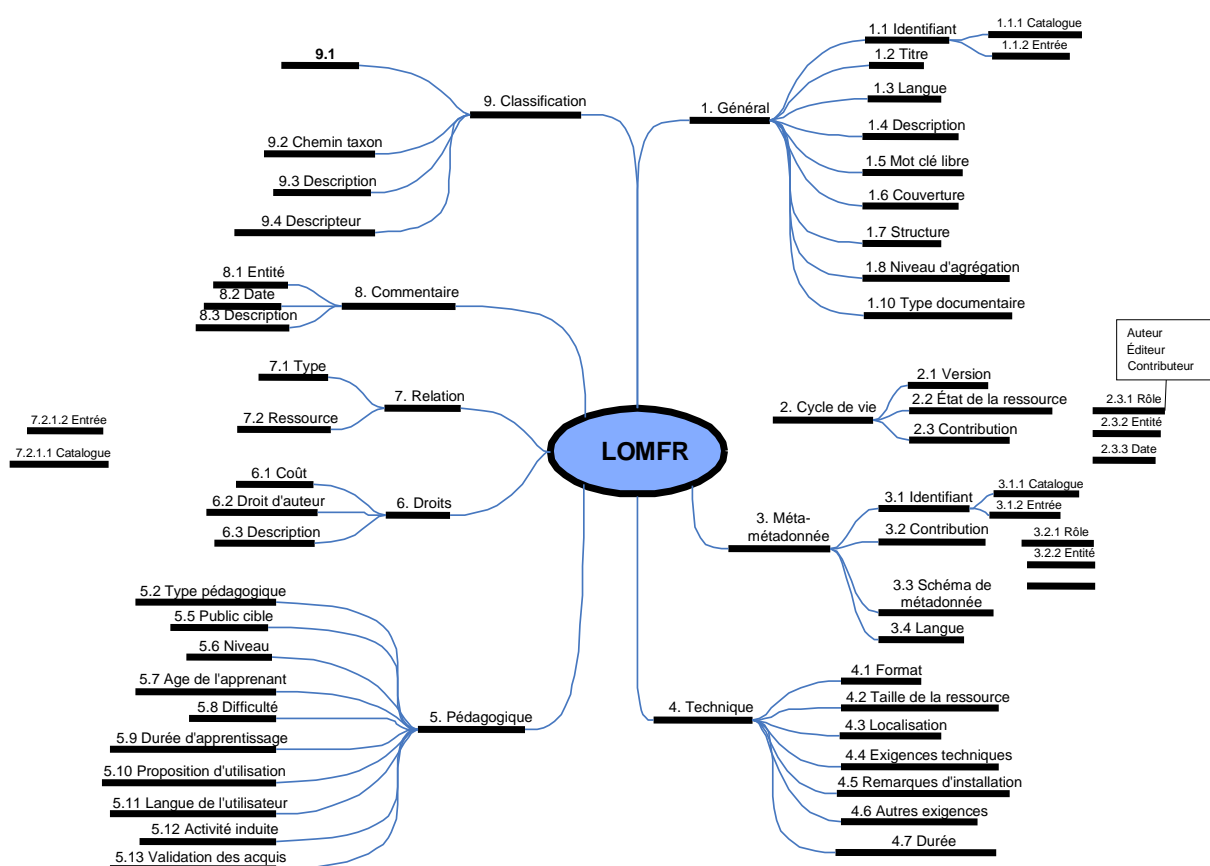 LOMFR
1. Général
1.1 Identifiant
1.1.1 Catalogue
1.1.2 Entrée
1.2 Titre
1.3 Langue
1.4 Description
1.5 Mot clé libre
1.6 Couverture
1.7 Structure
1.8 Niveau d'agrégation
1.10 Type documentaire
2. Cycle de vie
2.1 Version
2.2 État de la ressource
2.3 Contribution
Auteur
Éditeur
Contributeur
2.3.1 Rôle
2.3.2 Entité
2.3.3 Date
3. Méta-
métadonnée
3.1 Identifiant
3.1.1 Catalogue
3.1.2 Entrée
3.2 Contribution
3.2.1 Rôle
3.2.2 Entité
3.3 Schéma de
métadonnée
3.4 Langue
4. Technique
4.1 Format
4.2 Taille de la ressource
4.3 Localisation
4.4 Exigences techniques
4.5 Remarques d'installation
4.6 Autres exigences
4.7 Durée
5. Pédagogique
5.2 Type pédagogique
5.5 Public cible
5.6 Niveau
5.7 Age de l'apprenant
5.8 Difficulté
5.9 Durée d'apprentissage
5.10 Proposition d'utilisation
5.11 Langue de l'utilisateur
5.12 Activité induite
5.13 Validation des acquis
6. Droits
6.1 Coût
6.2 Droit d'auteur
6.3 Description
7. Relation
7.1 Type
7.2 Ressource
7.2.1.2 Entrée
7.2.1.1 Catalogue
8. Commentaire
8.1 Entité
8.2 Date
8.3 Description
9. Classification
9.1
9.2 Chemin taxon
9.3 Description
9.4 Descripteur